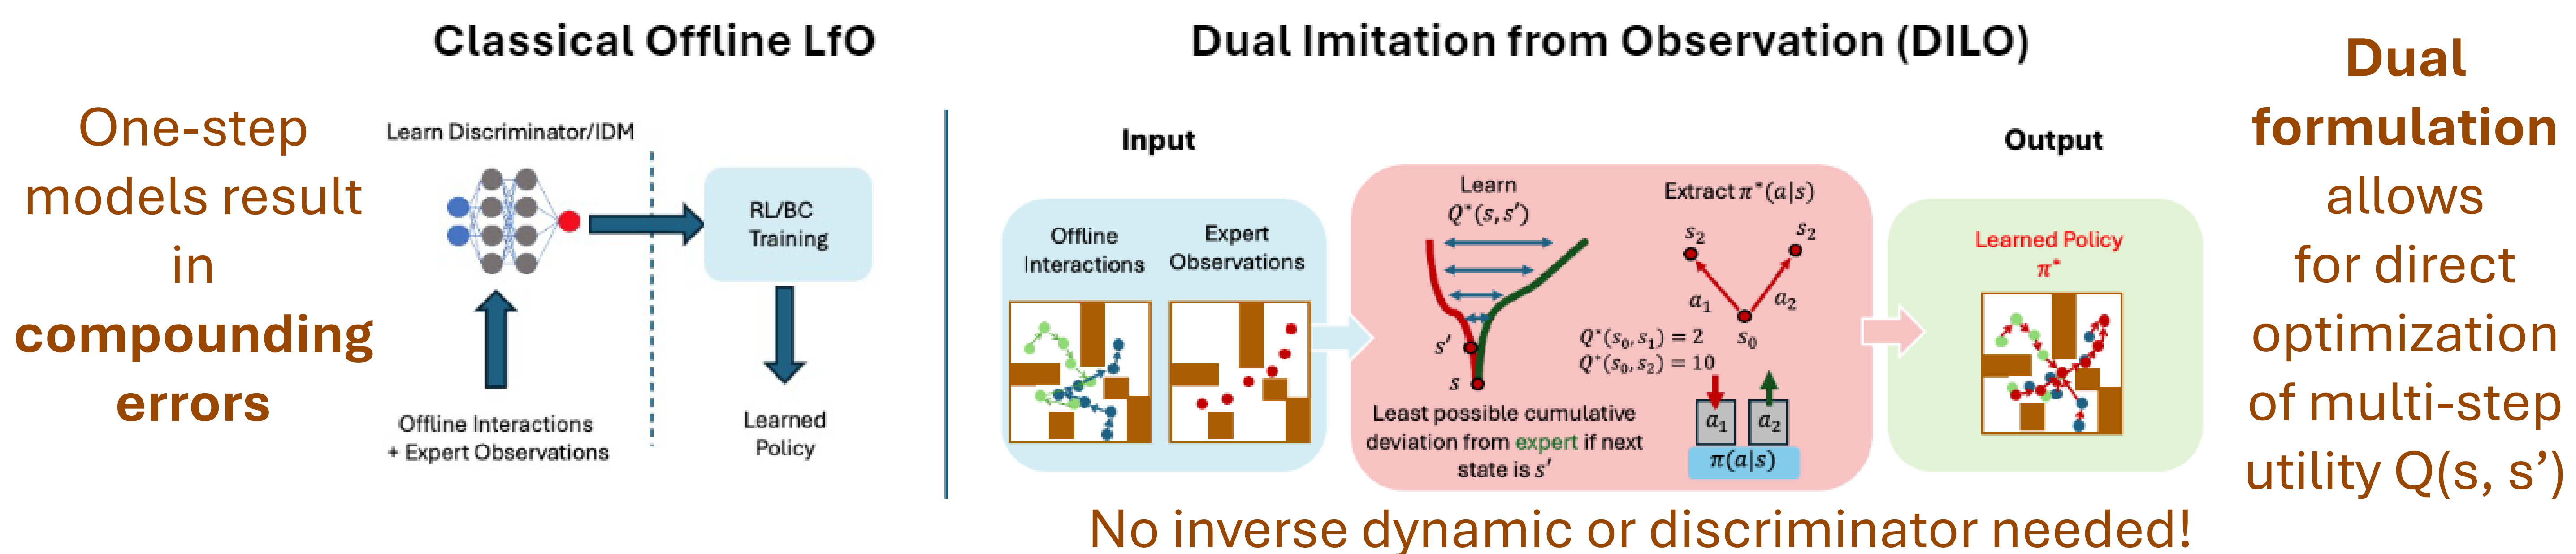 Classical Offline LfO
One-step
models result
in
compounding
errors
Learn Discriminator/IDM
RL/BC
Training
Offline Interactions
+ Expert Observations
Learned
Policy
Dual Imitation from Observation (DILO)
Input
Offline
Interactions
Expert
Observations
Learn
Q*(s, s′)
s′
s
Least possible cumulative
deviation from expert if next
state is s′
Extract π*(a|s)
s₂
s₂
a₁
a₂
s₀
Q*(s₀, s₁) = 2
Q*(s₀, s₂) = 10
a₁
a₂
π(a|s)
Output
Learned Policy
π*
Dual
formulation
allows
for direct
optimization
of multi-step
utility Q(s, s’)
No inverse dynamic or discriminator needed!